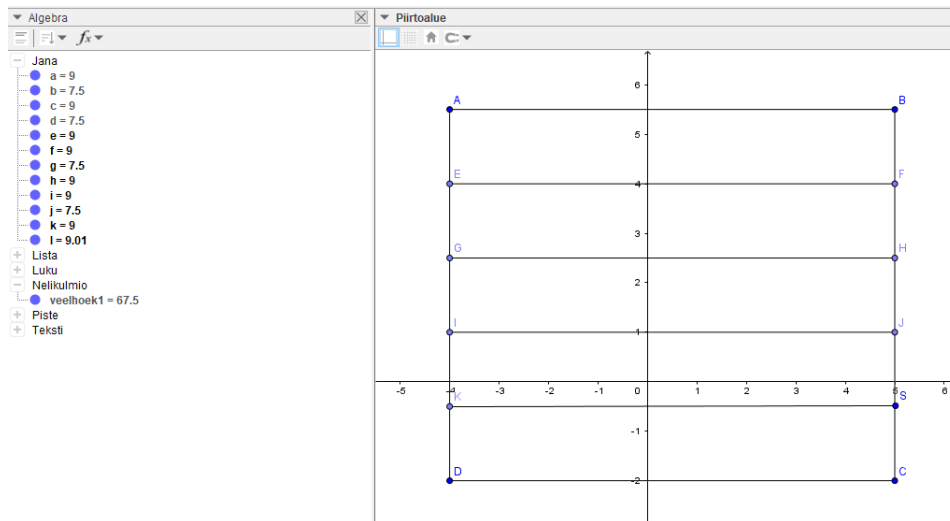 Algebra
fx
Jana
a = 9
b = 7.5
c = 9
d = 7.5
e = 9
f = 9
g = 7.5
h = 9
i = 9
j = 7.5
k = 9
l = 9.01
Lista
Luku
Nelikulmio
veelhoek1 = 67.5
Piste
Teksti
Piirtoalue
6
A B
5
E 4 F
3
G H
2
I 1 J
-5 -4 -3 -2 -1 0 1 2 3 4 5 6
K S
-1
D -2 C